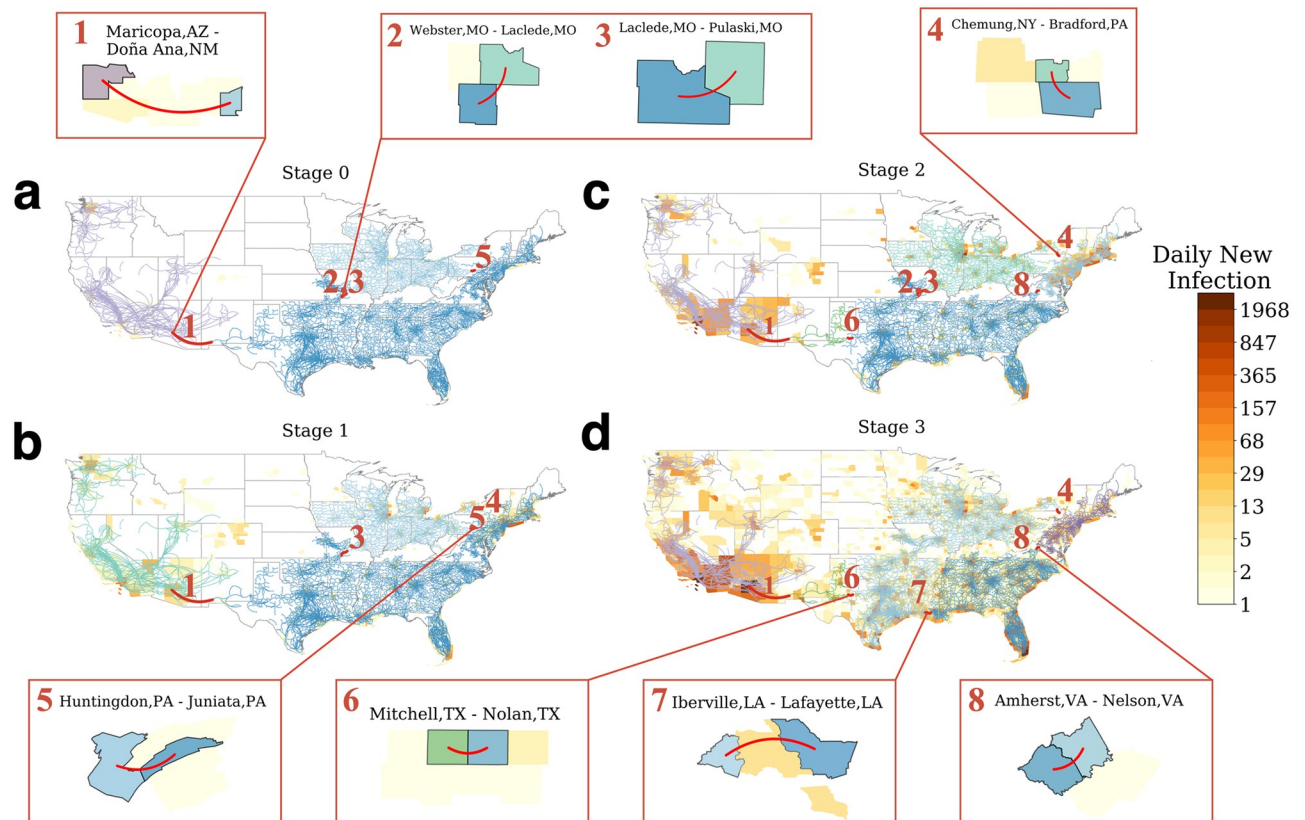 1 Maricopa,AZ -
Doña Ana,NM
2 Webster,MO - Laclede,MO
3 Laclede,MO - Pulaski,MO
4 Chemung,NY - Bradford,PA
a Stage 0
1
2,3
5
c Stage 2
1
2,3
4
6
8
Daily New
Infection
1968
847
365
157
68
29
13
5
2
1
b Stage 1
1
3
4
5
d Stage 3
1
4
6
7
8
5 Huntingdon,PA - Juniata,PA
6 Mitchell,TX - Nolan,TX
7 Iberville,LA - Lafayette,LA
8 Amherst,VA - Nelson,VA